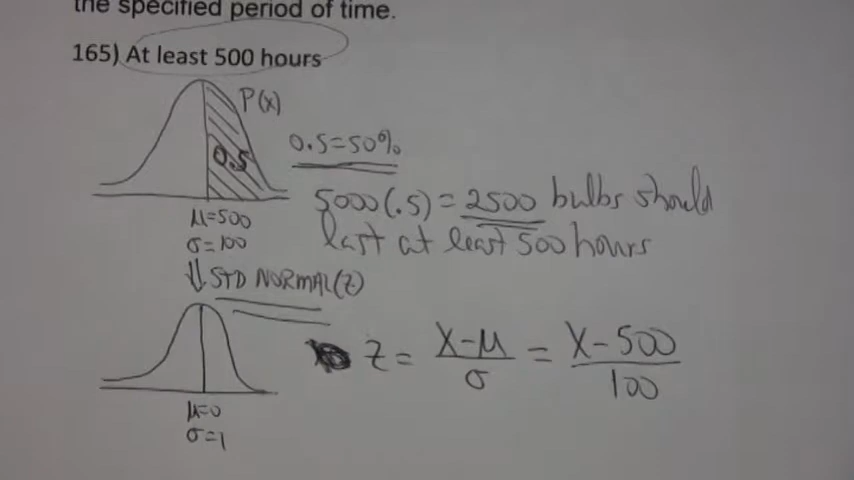 the specified period of time.
165) At least 500 hours
P(x)
0.5
0.5=50%
5000(.5) = 2500 bulbs should
last at least 500 hours
μ=500
σ=100
⇓ STD NORMAL(Z)
Z = X-μ/σ = X-500/100
μ=0
σ=1